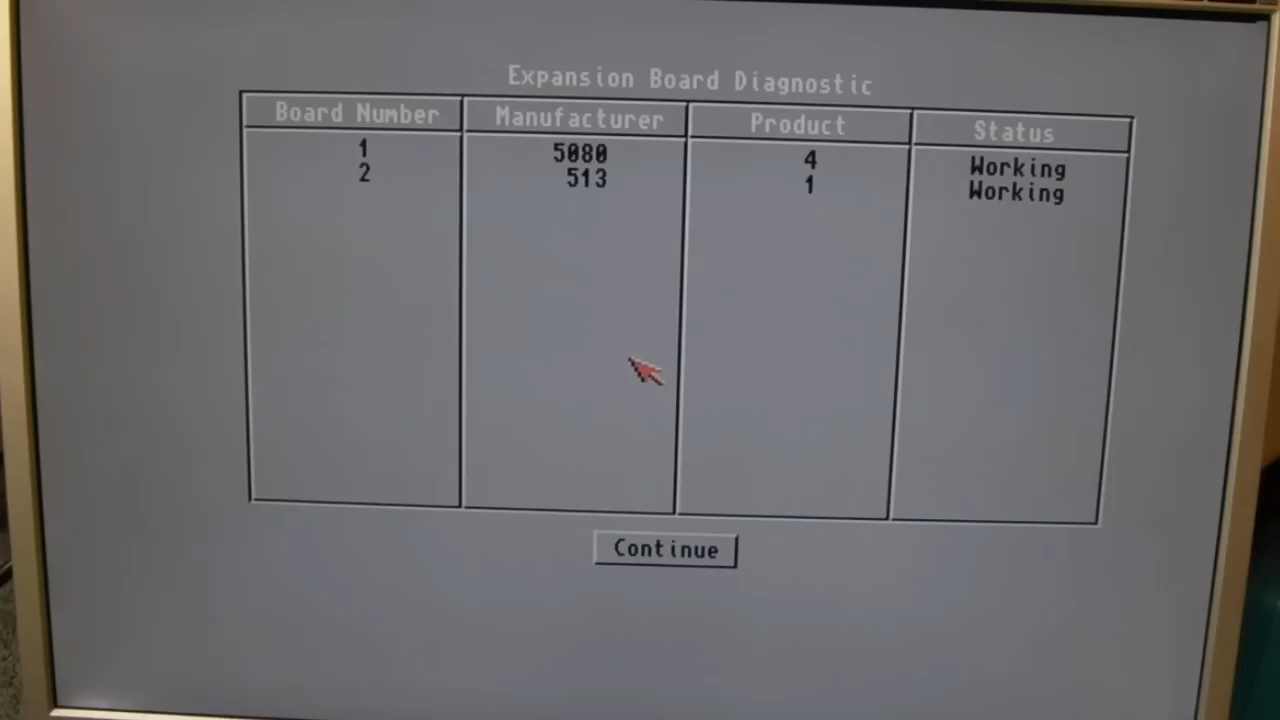 Expansion Board Diagnostic
Board Number Manufacturer Product Status
1 5080 4 Working
2 513 1 Working
Continue